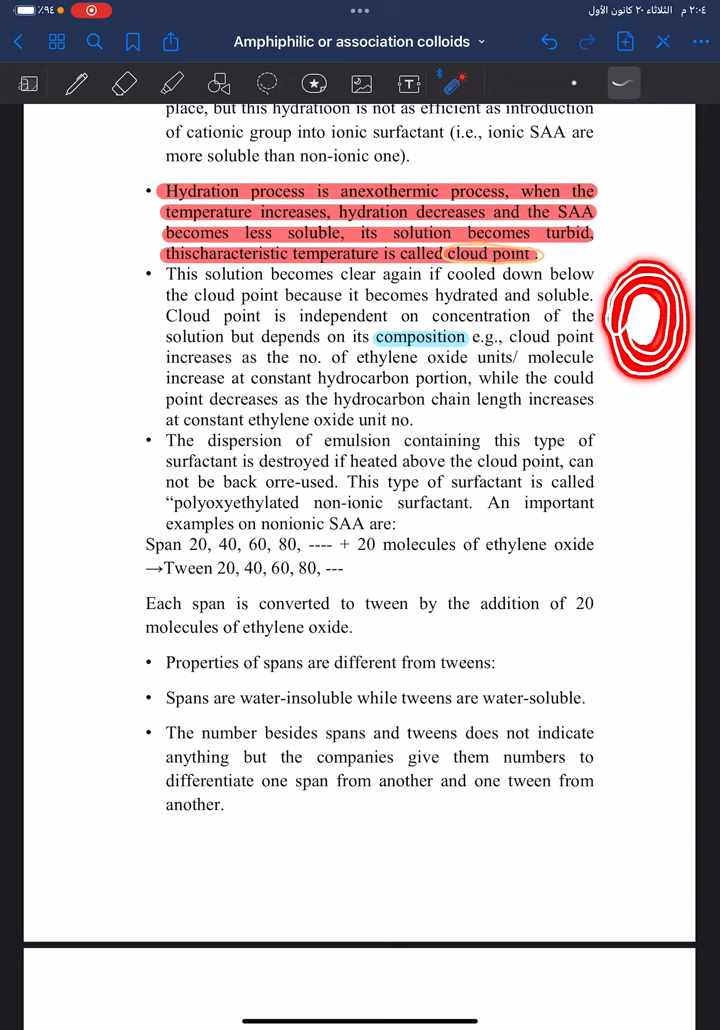 ٪٩٤
٢:٠٤ م الثلاثاء ٢٠ كانون الأول
Amphiphilic or association colloids
place, but this hydratioon is not as efficient as introduction
of cationic group into ionic surfactant (i.e., ionic SAA are
more soluble than non-ionic one).
• Hydration process is anexothermic process, when the
temperature increases, hydration decreases and the SAA
becomes less soluble, its solution becomes turbid,
thischaracteristic temperature is called cloud point .
• This solution becomes clear again if cooled down below
the cloud point because it becomes hydrated and soluble.
Cloud point is independent on concentration of the
solution but depends on its composition e.g., cloud point
increases as the no. of ethylene oxide units/ molecule
increase at constant hydrocarbon portion, while the could
point decreases as the hydrocarbon chain length increases
at constant ethylene oxide unit no.
• The dispersion of emulsion containing this type of
surfactant is destroyed if heated above the cloud point, can
not be back orre-used. This type of surfactant is called
“polyoxyethylated non-ionic surfactant. An important
examples on nonionic SAA are:
Span 20, 40, 60, 80, ---- + 20 molecules of ethylene oxide
→Tween 20, 40, 60, 80, ---
Each span is converted to tween by the addition of 20
molecules of ethylene oxide.
• Properties of spans are different from tweens:
• Spans are water-insoluble while tweens are water-soluble.
• The number besides spans and tweens does not indicate
anything but the companies give them numbers to
differentiate one span from another and one tween from
another.